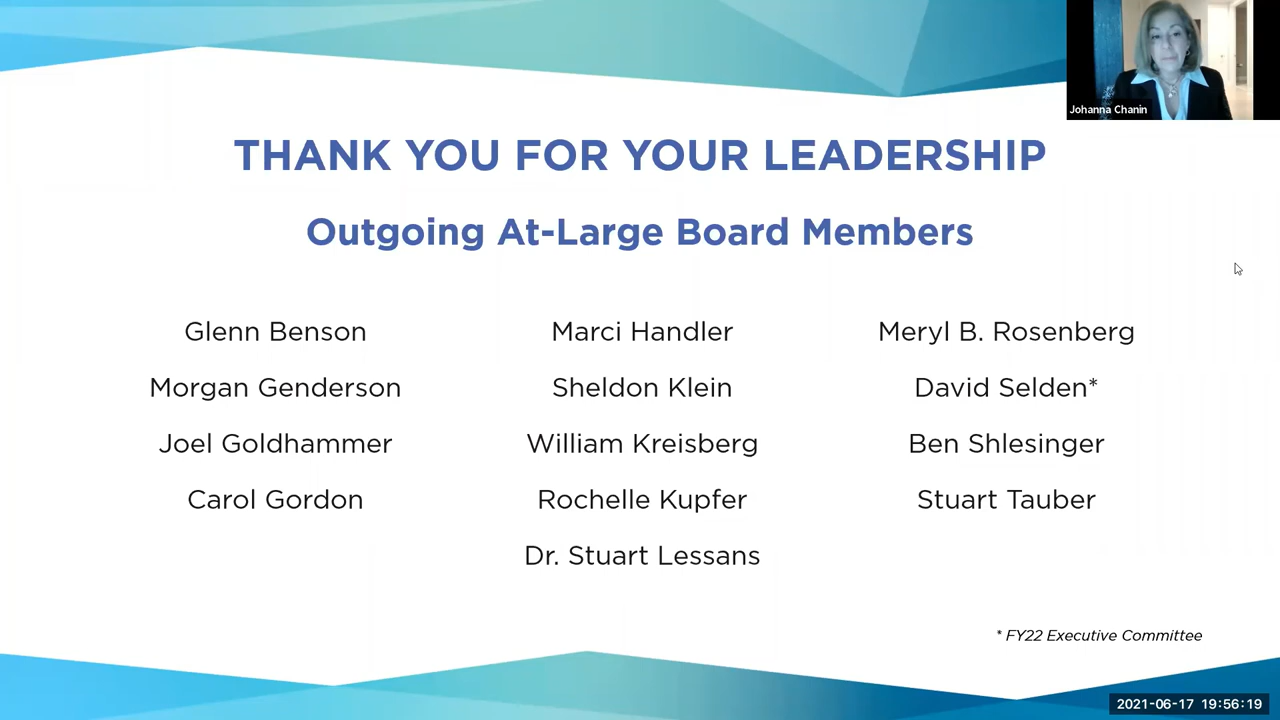 Johanna Chanin
THANK YOU FOR YOUR LEADERSHIP
Outgoing At-Large Board Members
Glenn Benson
Morgan Genderson
Joel Goldhammer
Carol Gordon
Marci Handler
Sheldon Klein
William Kreisberg
Rochelle Kupfer
Dr. Stuart Lessans
Meryl B. Rosenberg
David Selden*
Ben Shlesinger
Stuart Tauber
* FY22 Executive Committee
2021-06-17 19:56:19